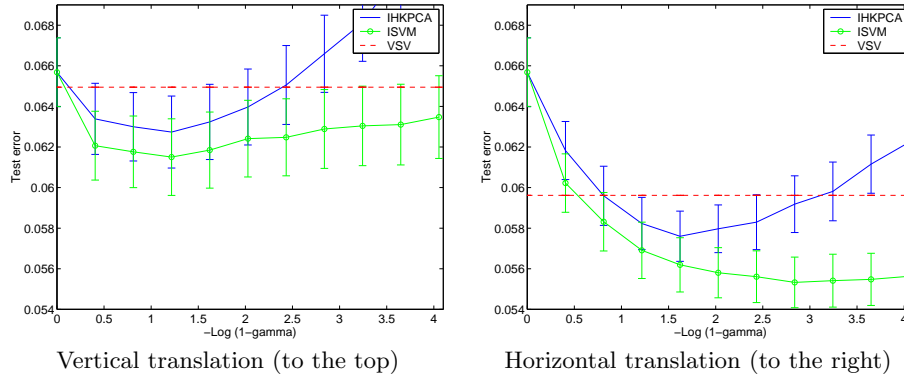 0.068
0.066
0.064
0.062
0.06
0.058
0.056
0.054
Test error
0 0.5 1 1.5 2 2.5 3 3.5 4
−Log (1−gamma)
IHKPCA
ISVM
VSV
Vertical translation (to the top)
0.068
0.066
0.064
0.062
0.06
0.058
0.056
0.054
Test error
0 0.5 1 1.5 2 2.5 3 3.5 4
−Log (1−gamma)
IHKPCA
ISVM
VSV
Horizontal translation (to the right)